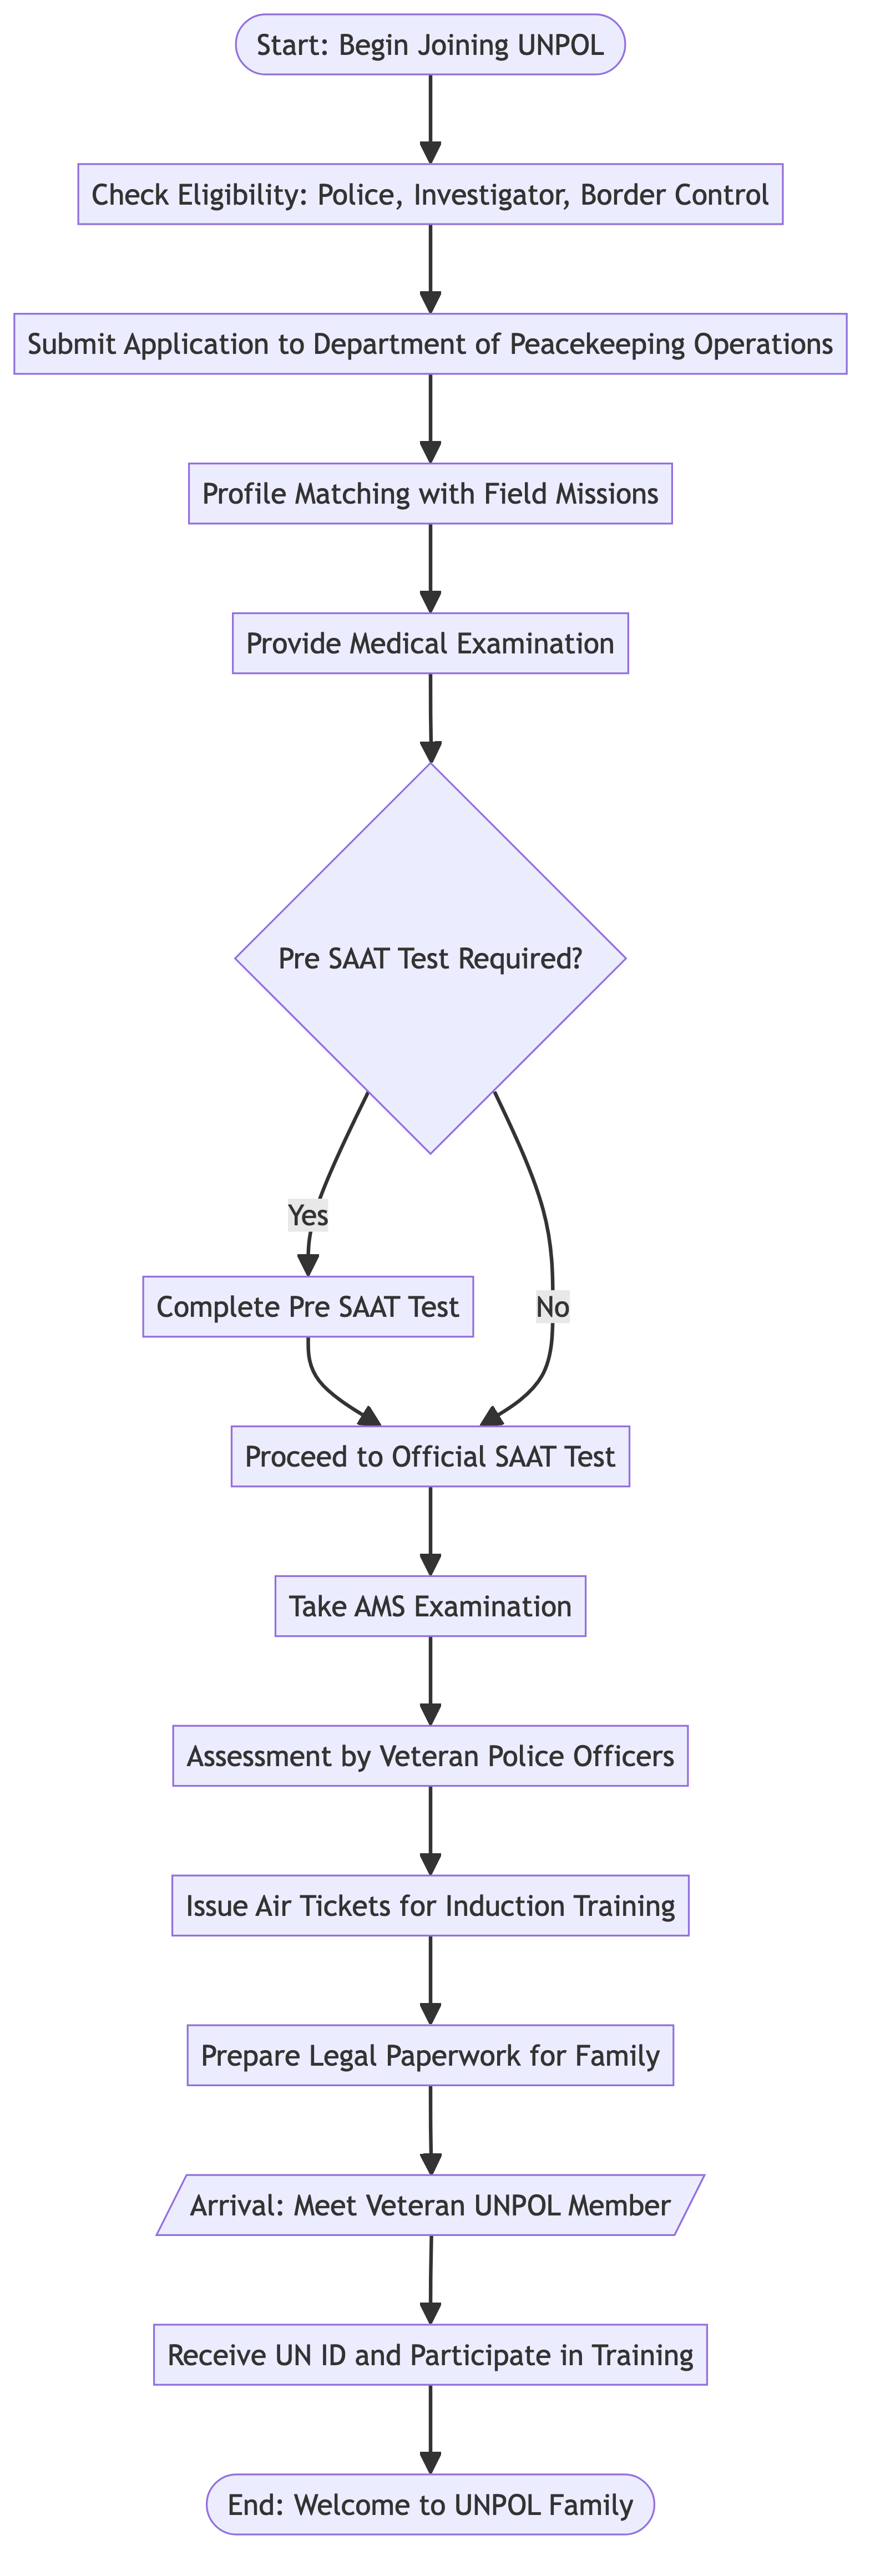 Start: Begin Joining UNPOL
Check Eligibility: Police, Investigator, Border Control
Submit Application to Department of Peacekeeping Operations
Profile Matching with Field Missions
Provide Medical Examination
Pre SAAT Test Required?
Yes
Complete Pre SAAT Test
No
Proceed to Official SAAT Test
Take AMS Examination
Assessment by Veteran Police Officers
Issue Air Tickets for Induction Training
Prepare Legal Paperwork for Family
Arrival: Meet Veteran UNPOL Member
Receive UN ID and Participate in Training
End: Welcome to UNPOL Family